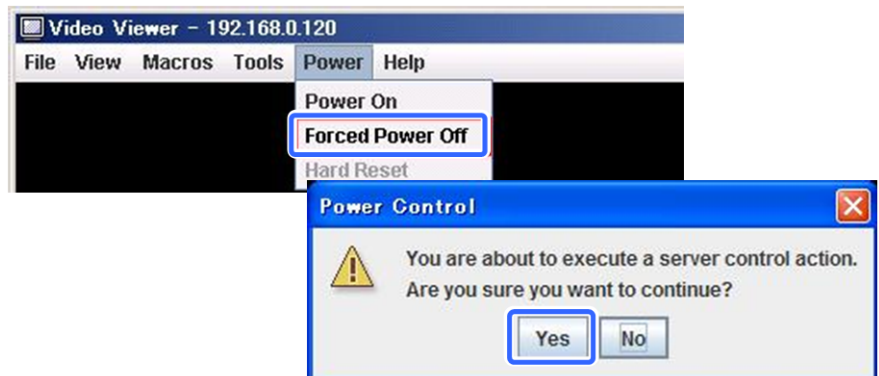 Video Viewer - 192.168.0.120
File View Macros Tools Power Help
Power On
Forced Power Off
Hard Reset
Power Control
You are about to execute a server control action.
Are you sure you want to continue?
Yes No